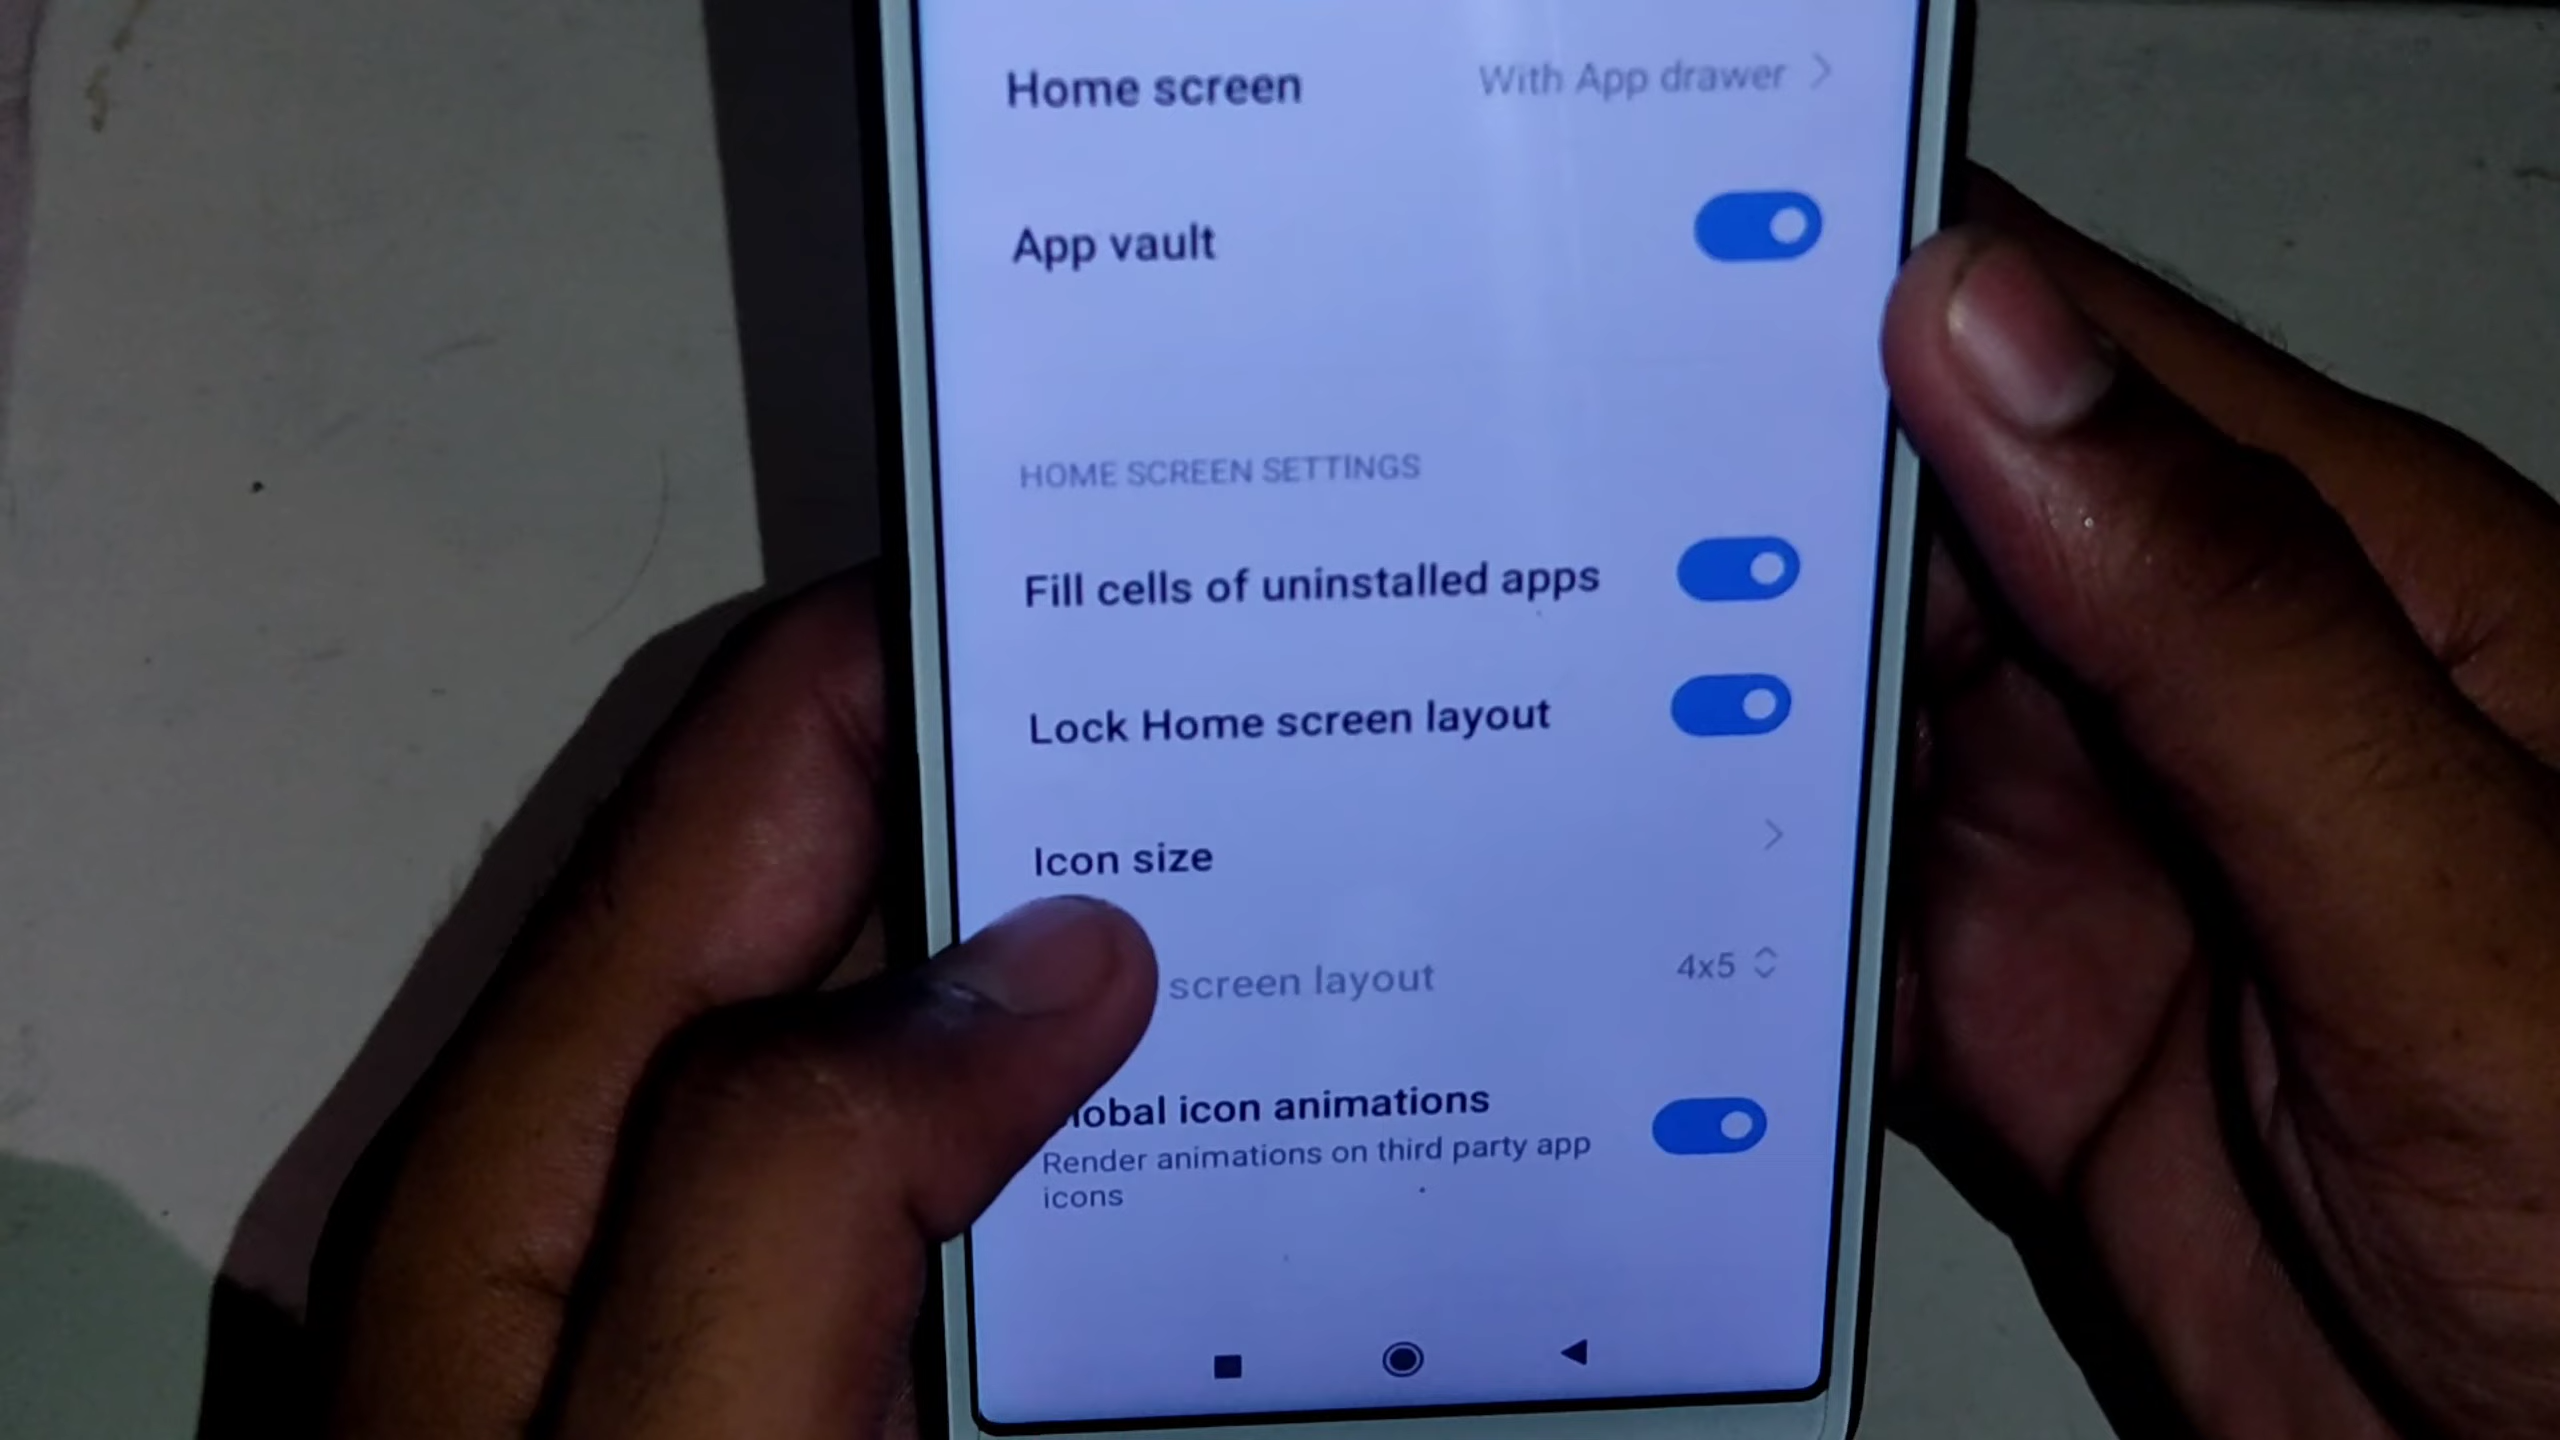 Home screen With App drawer
App vault
HOME SCREEN SETTINGS
Fill cells of uninstalled apps
Lock Home screen layout
Icon size
screen layout 4x5
lobal icon animations
Render animations on third party app
icons